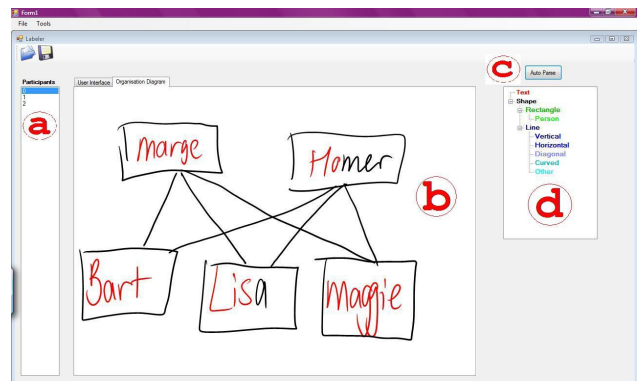 Form1
File Tools
Labeler
c
Auto Parse
Participants
User Interface Organisation Diagram
0
1
2
a
Text
Shape
Rectangle
Person
Line
Vertical
Horizontal
Diagonal
Curved
Other
d
Marge Homer
b
Bart Lisa Maggie